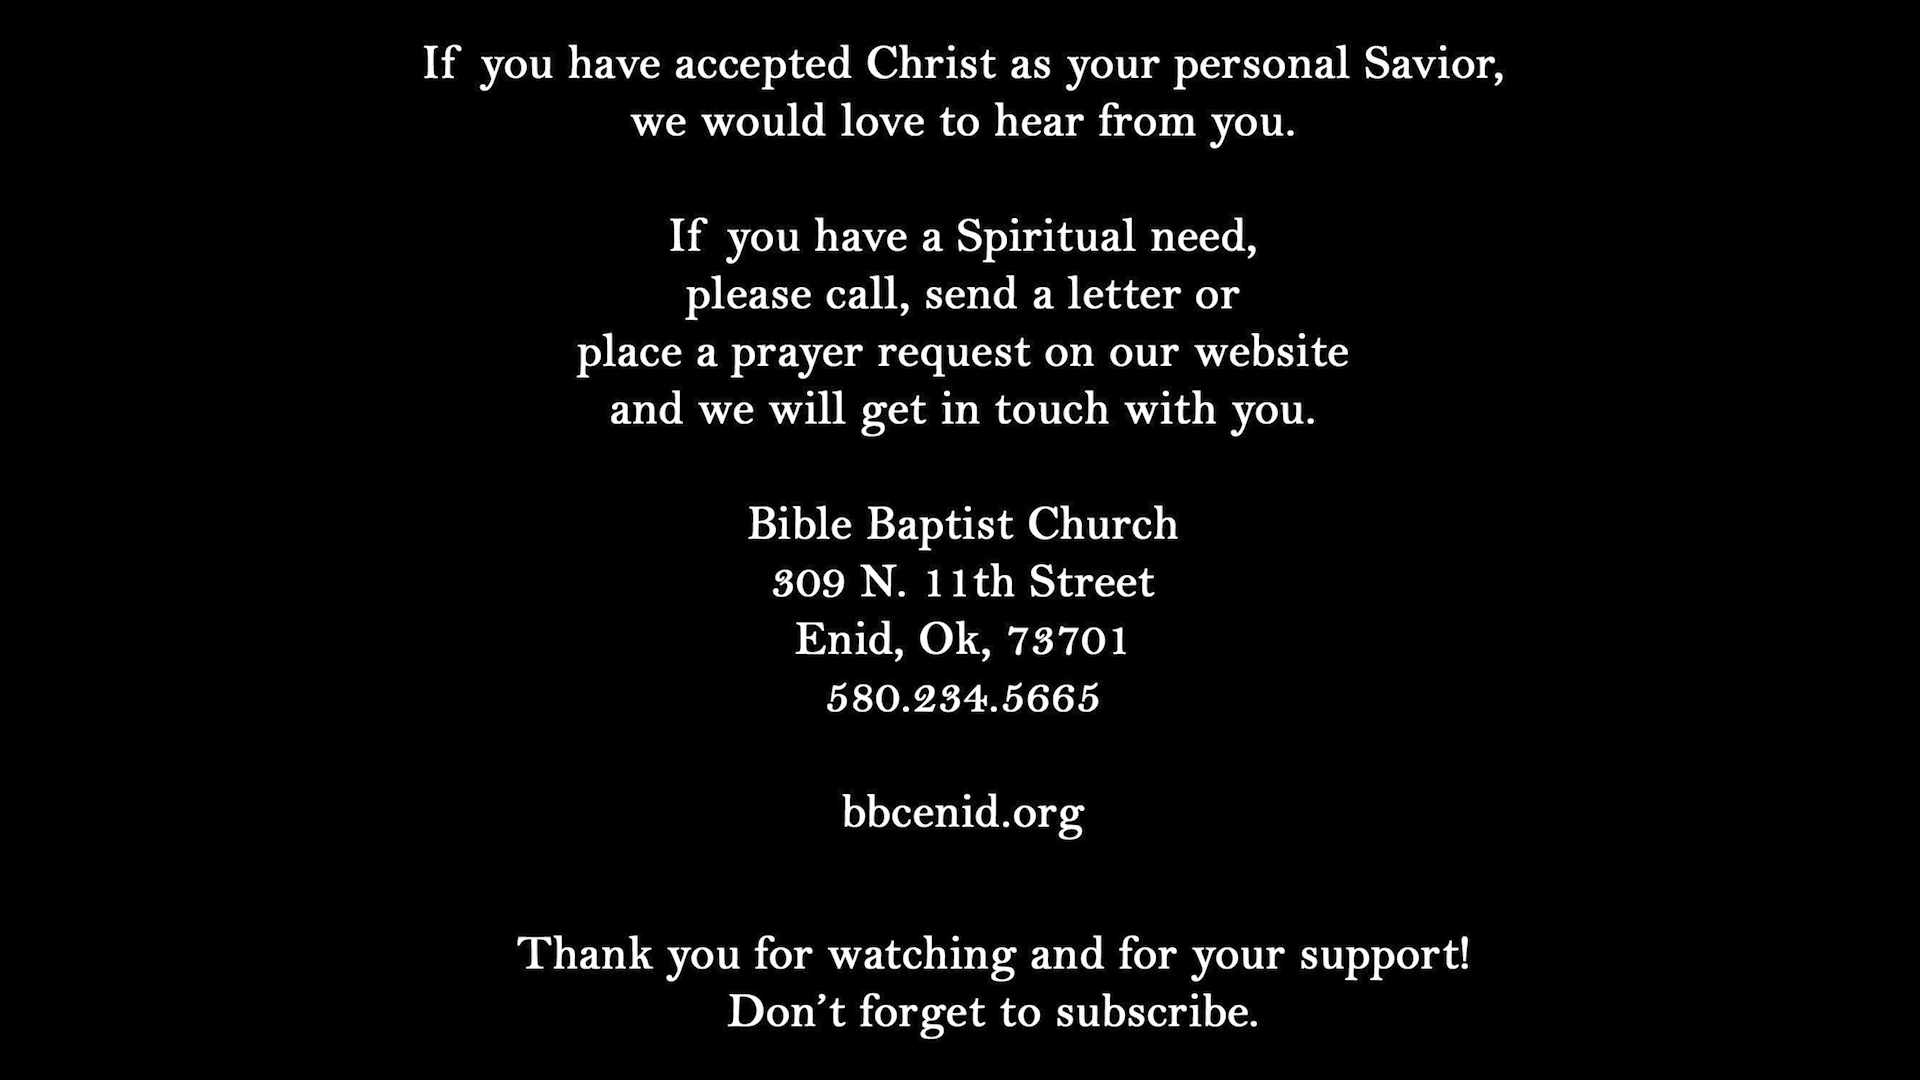 If you have accepted Christ as your personal Savior,
we would love to hear from you.
If you have a Spiritual need,
please call, send a letter or
place a prayer request on our website
and we will get in touch with you.
Bible Baptist Church
309 N. 11th Street
Enid, Ok, 73701
580.234.5665
bbcenid.org
Thank you for watching and for your support!
Don’t forget to subscribe.